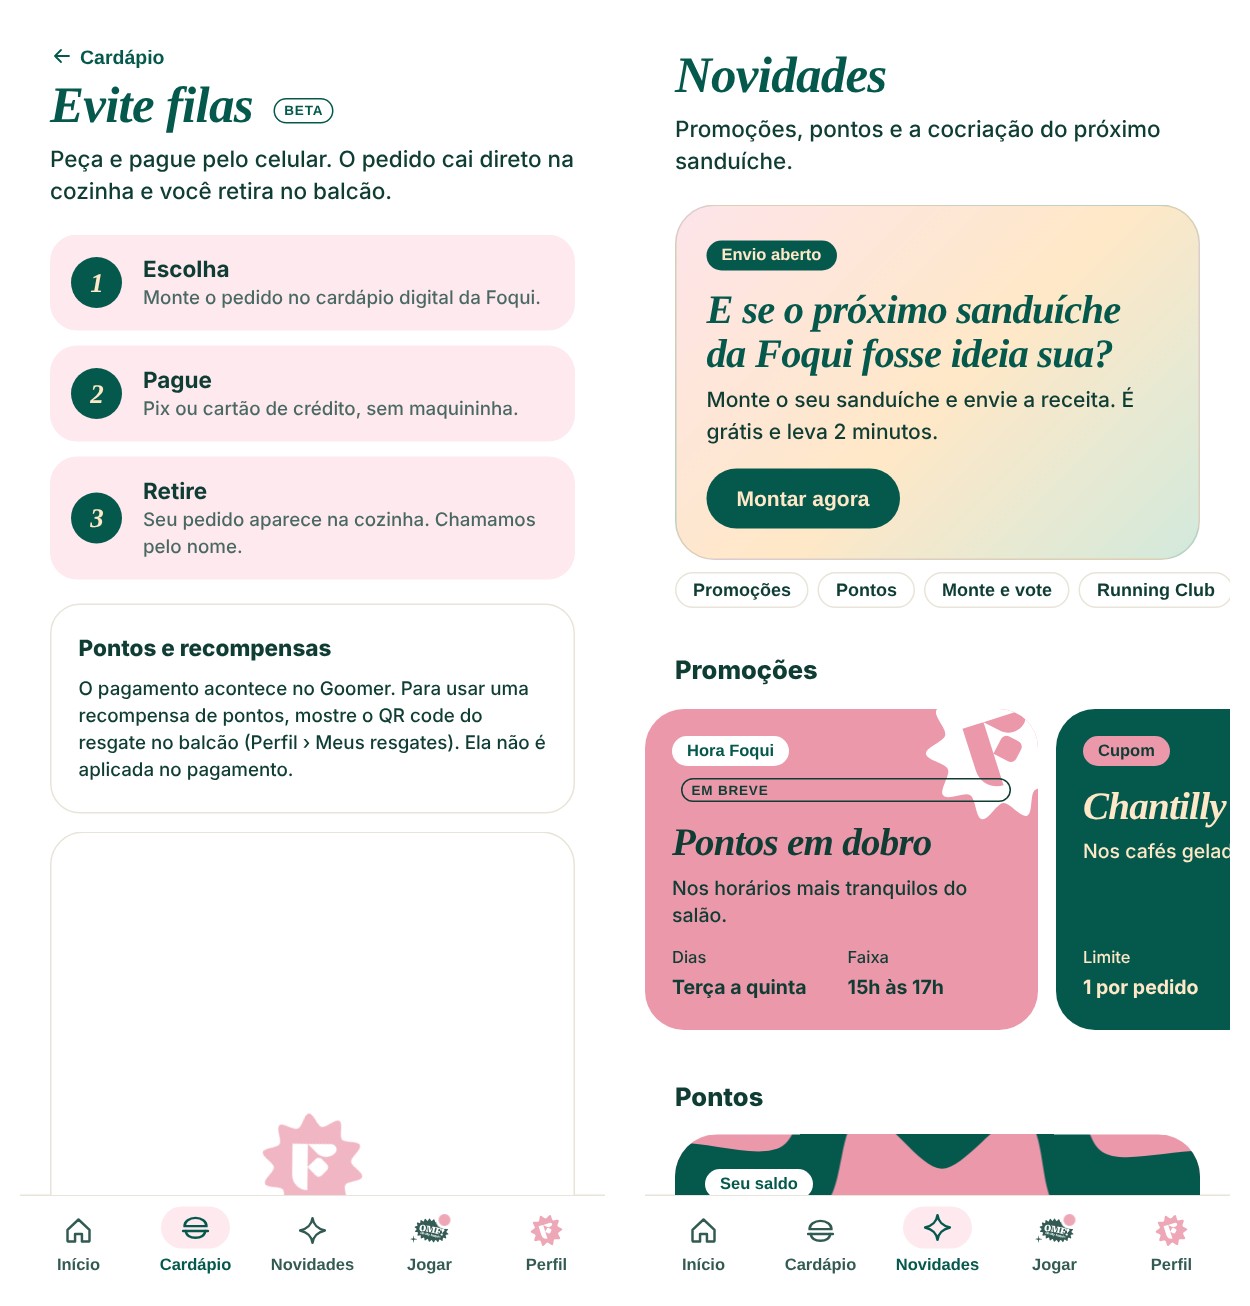 Cardápio
Evite filas
BETA
Peça e pague pelo celular. O pedido cai direto na
cozinha e você retira no balcão.
1
Escolha
Monte o pedido no cardápio digital da Foqui.
2
Pague
Pix ou cartão de crédito, sem maquininha.
3
Retire
Seu pedido aparece na cozinha. Chamamos
pelo nome.
Pontos e recompensas
O pagamento acontece no Goomer. Para usar uma
recompensa de pontos, mostre o QR code do
resgate no balcão (Perfil › Meus resgates). Ela não é
aplicada no pagamento.
Início
Cardápio
Novidades
Jogar
Perfil
Novidades
Promoções, pontos e a cocriação do próximo
sanduíche.
Envio aberto
E se o próximo sanduíche
da Foqui fosse ideia sua?
Monte o seu sanduíche e envie a receita. É
grátis e leva 2 minutos.
Montar agora
Promoções
Pontos
Monte e vote
Running Club
Promoções
Hora Foqui
EM BREVE
Pontos em dobro
Nos horários mais tranquilos do
salão.
Dias
Faixa
Terça a quinta
15h às 17h
Cupom
Chantilly
Nos cafés gelad
Limite
1 por pedido
Pontos
Seu saldo
Início
Cardápio
Novidades
Jogar
Perfil